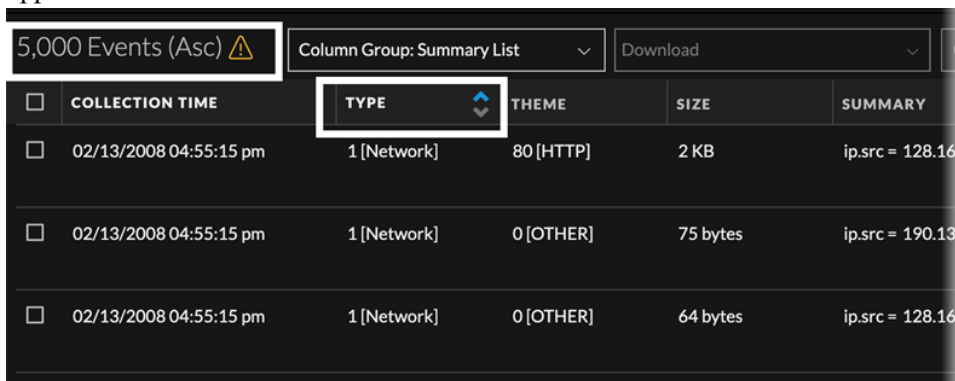 5,000 Events (Asc) Column Group: Summary List Download
COLLECTION TIME TYPE THEME SIZE SUMMARY
02/13/2008 04:55:15 pm 1 [Network] 80 [HTTP] 2 KB ip.src = 128.16
02/13/2008 04:55:15 pm 1 [Network] 0 [OTHER] 75 bytes ip.src = 190.13
02/13/2008 04:55:15 pm 1 [Network] 0 [OTHER] 64 bytes ip.src = 128.16